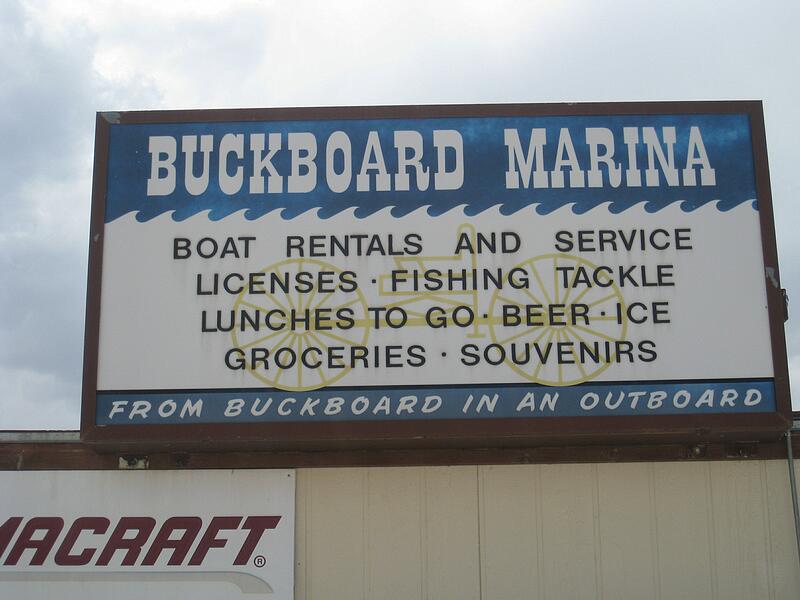 BUCKBOARD MARINA
BOAT RENTALS AND SERVICE
LICENSES · FISHING TACKLE
LUNCHES TO GO · BEER · ICE
GROCERIES · SOUVENIRS
FROM BUCKBOARD IN AN OUTBOARD
ACRAFT®